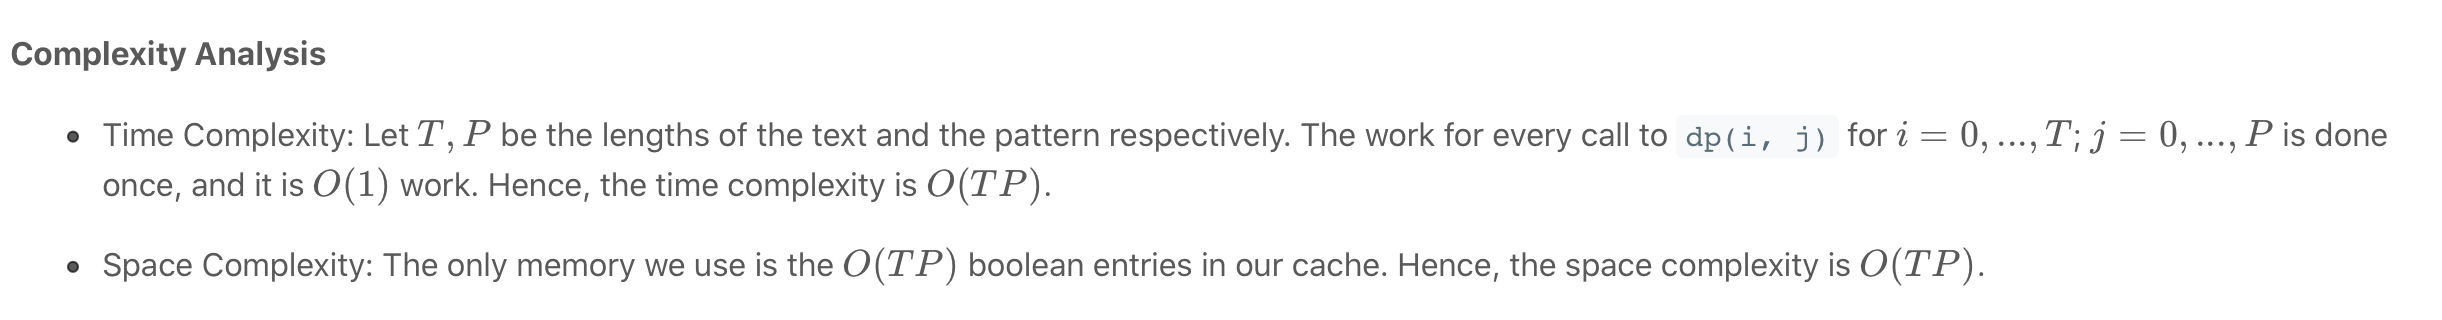 Complexity Analysis
• Time Complexity: Let T, P be the lengths of the text and the pattern respectively. The work for every call to dp(i, j) for i = 0, ..., T; j = 0, ..., P is done
once, and it is O(1) work. Hence, the time complexity is O(TP).
• Space Complexity: The only memory we use is the O(TP) boolean entries in our cache. Hence, the space complexity is O(TP).